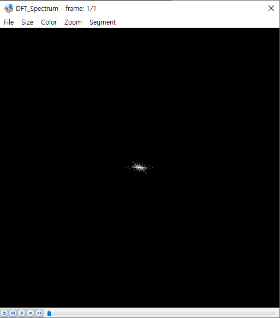 DFT_Spectrum - frame: 1/1
File Size Color Zoom Segment